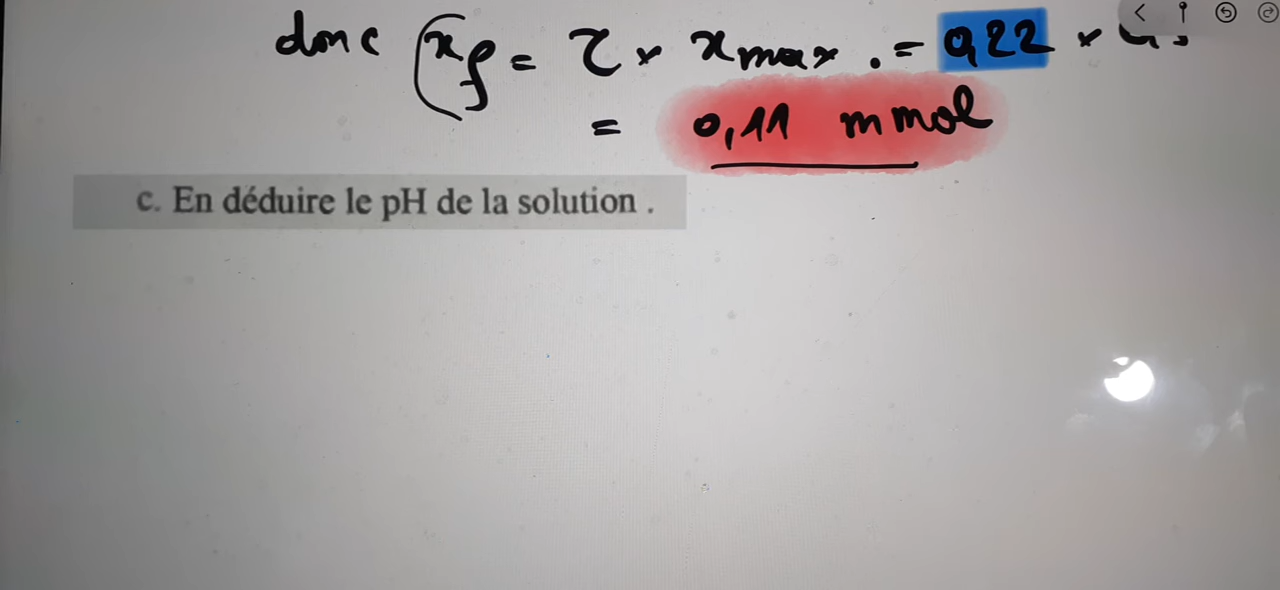 donc (xf = τ × xmax . = 0,22 ×
= 0,11 mmol
c. En déduire le pH de la solution .